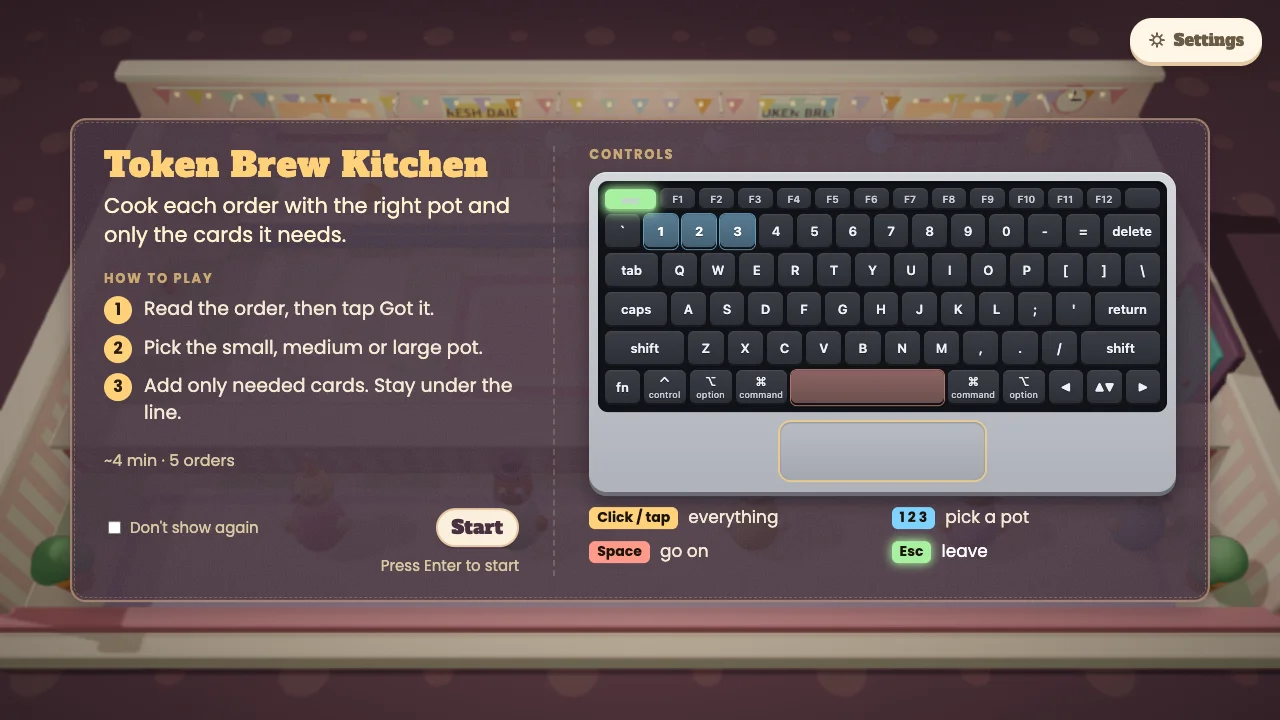 Settings
Token Brew Kitchen
Cook each order with the right pot and
only the cards it needs.
HOW TO PLAY
1 Read the order, then tap Got it.
2 Pick the small, medium or large pot.
3 Add only needed cards. Stay under the
line.
~4 min · 5 orders
Don't show again
Start
Press Enter to start
CONTROLS
F1 F2 F3 F4 F5 F6 F7 F8 F9 F10 F11 F12
` 1 2 3 4 5 6 7 8 9 0 - = delete
tab Q W E R T Y U I O P [ ] \
caps A S D F G H J K L ; ' return
shift Z X C V B N M , . / shift
fn ^ control ⌥ option ⌘ command ⌘ command ⌥ option ◀ ▲▼ ▶
Click / tap everything
1 2 3 pick a pot
Space go on
Esc leave